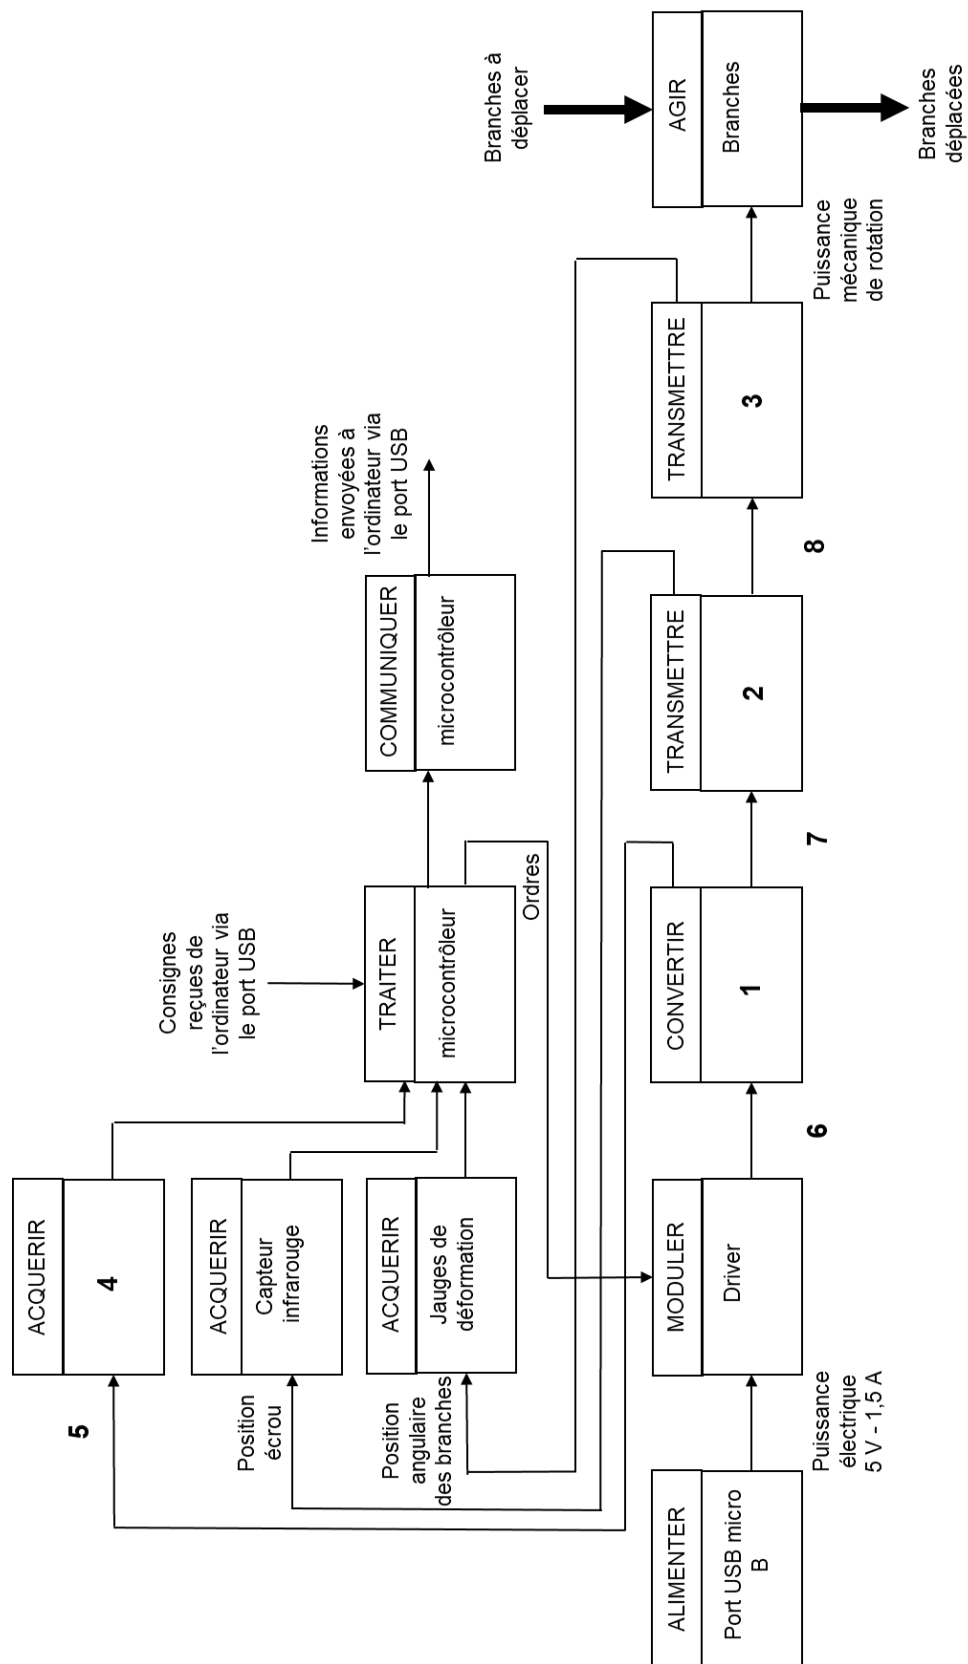 ACQUERIR
4
5
ACQUERIR
Capteur
infrarouge
Position
écrou
ACQUERIR
Jauges de
déformation
Position
angulaire
des branches
Consignes
reçues de
l'ordinateur via
le port USB
TRAITER
microcontrôleur
Ordres
COMMUNIQUER
microcontrôleur
Informations
envoyées à
l'ordinateur via
le port USB
ALIMENTER
Port USB micro
B
Puissance
électrique
5 V - 1,5 A
MODULER
Driver
6
CONVERTIR
1
7
TRANSMETTRE
2
8
TRANSMETTRE
3
Puissance
mécanique
de rotation
Branches à
déplacer
AGIR
Branches
Branches
déplacées